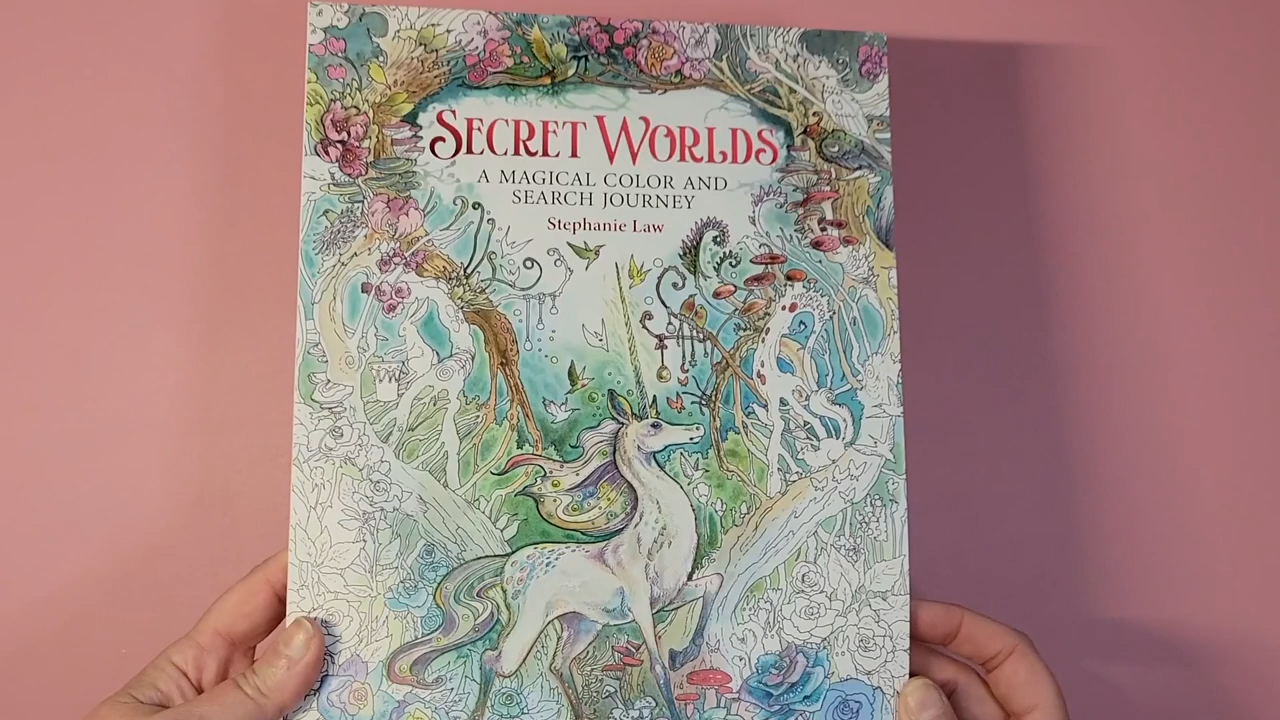 SECRET WORLDS
A MAGICAL COLOR AND
SEARCH JOURNEY
Stephanie Law